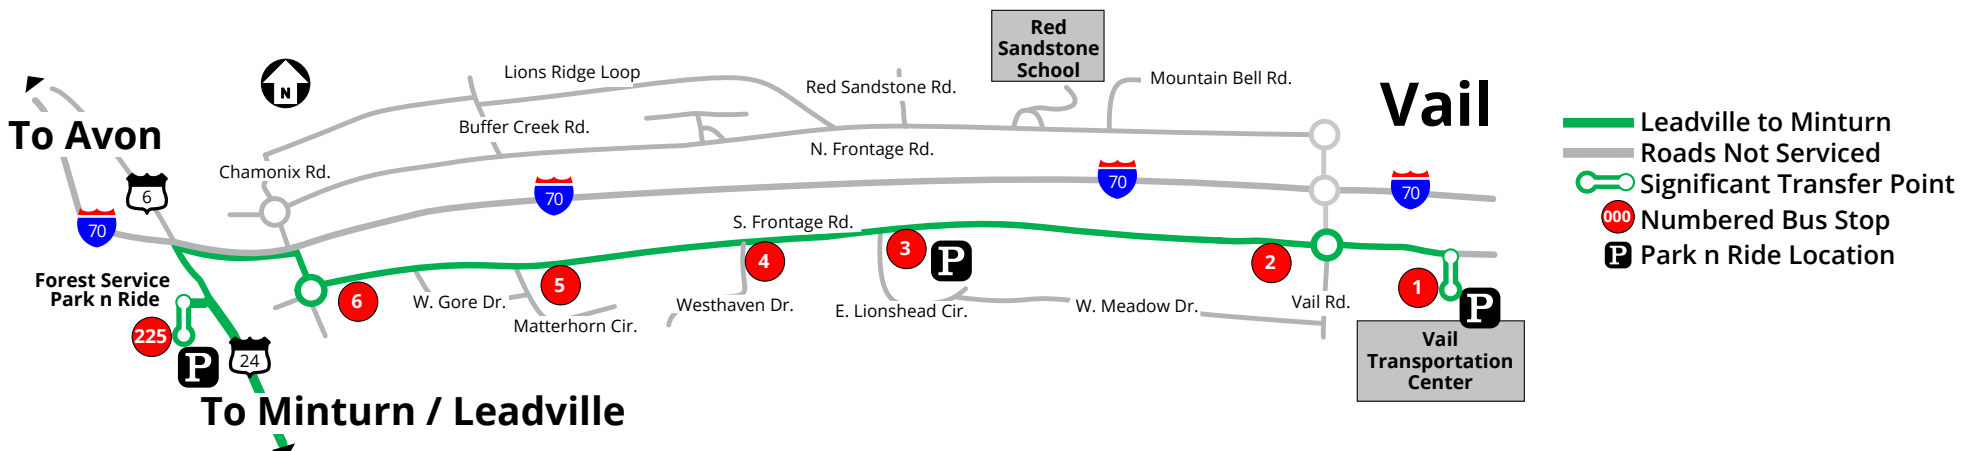 Red
Sandstone
School
Lions Ridge Loop
Red Sandstone Rd.
Mountain Bell Rd.
Vail
N
To Avon
Buffer Creek Rd.
N. Frontage Rd.
Chamonix Rd.
6
70
70
70
70
S. Frontage Rd.
Forest Service
Park n Ride
225
P
24
6
W. Gore Dr.
5
Matterhorn Cir.
4
Westhaven Dr.
3
P
E. Lionshead Cir.
W. Meadow Dr.
2
Vail Rd.
1
P
Vail
Transportation
Center
To Minturn / Leadville
Leadville to Minturn
Roads Not Serviced
Significant Transfer Point
000 Numbered Bus Stop
P Park n Ride Location